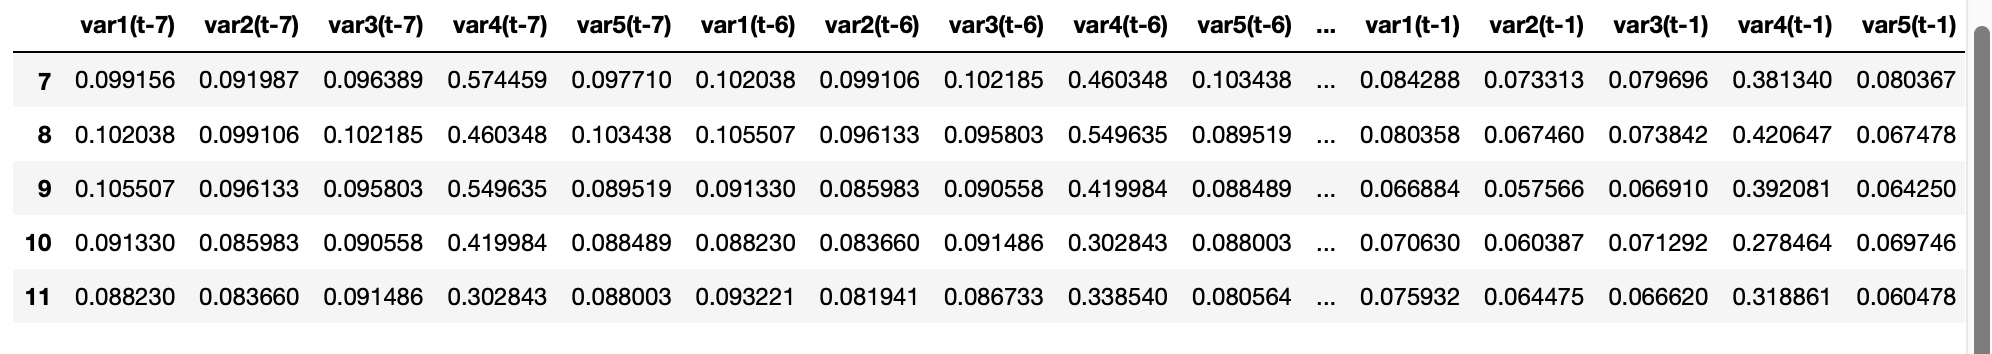 var1(t-7) var2(t-7) var3(t-7) var4(t-7) var5(t-7) var1(t-6) var2(t-6) var3(t-6) var4(t-6) var5(t-6) ... var1(t-1) var2(t-1) var3(t-1) var4(t-1) var5(t-1)
7 0.099156 0.091987 0.096389 0.574459 0.097710 0.102038 0.099106 0.102185 0.460348 0.103438 ... 0.084288 0.073313 0.079696 0.381340 0.080367
8 0.102038 0.099106 0.102185 0.460348 0.103438 0.105507 0.096133 0.095803 0.549635 0.089519 ... 0.080358 0.067460 0.073842 0.420647 0.067478
9 0.105507 0.096133 0.095803 0.549635 0.089519 0.091330 0.085983 0.090558 0.419984 0.088489 ... 0.066884 0.057566 0.066910 0.392081 0.064250
10 0.091330 0.085983 0.090558 0.419984 0.088489 0.088230 0.083660 0.091486 0.302843 0.088003 ... 0.070630 0.060387 0.071292 0.278464 0.069746
11 0.088230 0.083660 0.091486 0.302843 0.088003 0.093221 0.081941 0.086733 0.338540 0.080564 ... 0.075932 0.064475 0.066620 0.318861 0.060478